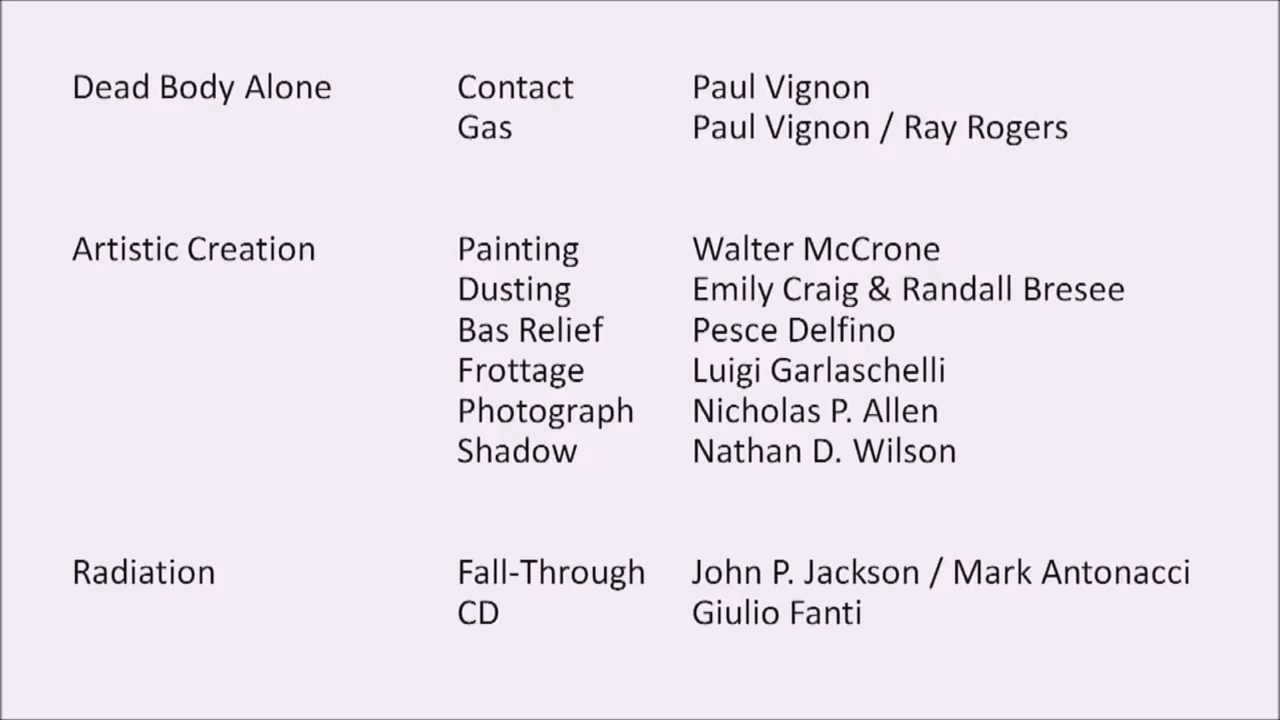 Dead Body Alone Contact Paul Vignon
Gas Paul Vignon / Ray Rogers
Artistic Creation Painting Walter McCrone
Dusting Emily Craig & Randall Bresee
Bas Relief Pesce Delfino
Frottage Luigi Garlaschelli
Photograph Nicholas P. Allen
Shadow Nathan D. Wilson
Radiation Fall-Through John P. Jackson / Mark Antonacci
CD Giulio Fanti